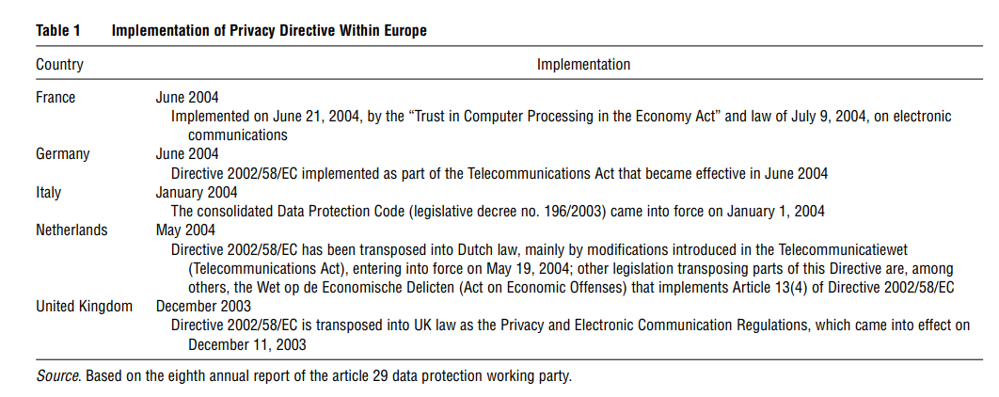 Table 1 Implementation of Privacy Directive Within Europe
Country Implementation
France June 2004
Implemented on June 21, 2004, by the “Trust in Computer Processing in the Economy Act” and law of July 9, 2004, on electronic
communications
Germany June 2004
Directive 2002/58/EC implemented as part of the Telecommunications Act that became effective in June 2004
Italy January 2004
The consolidated Data Protection Code (legislative decree no. 196/2003) came into force on January 1, 2004
Netherlands May 2004
Directive 2002/58/EC has been transposed into Dutch law, mainly by modifications introduced in the Telecommunicatiewet
(Telecommunications Act), entering into force on May 19, 2004; other legislation transposing parts of this Directive are, among
others, the Wet op de Economische Delicten (Act on Economic Offenses) that implements Article 13(4) of Directive 2002/58/EC
United Kingdom December 2003
Directive 2002/58/EC is transposed into UK law as the Privacy and Electronic Communication Regulations, which came into effect on
December 11, 2003
Source. Based on the eighth annual report of the article 29 data protection working party.